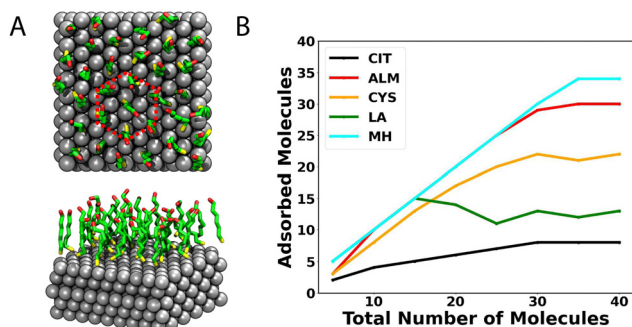 A
B
40
35
30
25
20
15
10
5
0
Adsorbed Molecules
CIT
ALM
CYS
LA
MH
10
20
30
40
Total Number of Molecules